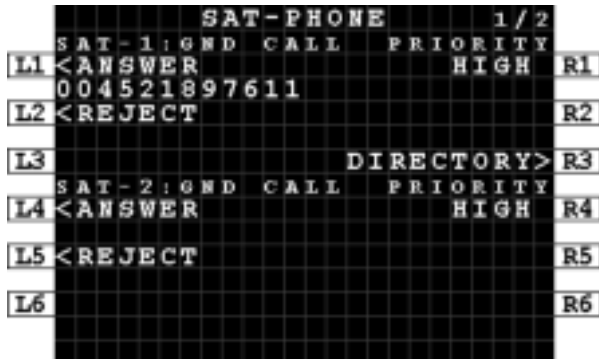 SAT-PHONE 1/2
SAT-1:GND CALL PRIORITY
L1 <ANSWER HIGH R1
004521897611
L2 <REJECT R2
L3 DIRECTORY> R3
SAT-2:GND CALL PRIORITY
L4 <ANSWER HIGH R4
L5 <REJECT R5
L6 R6